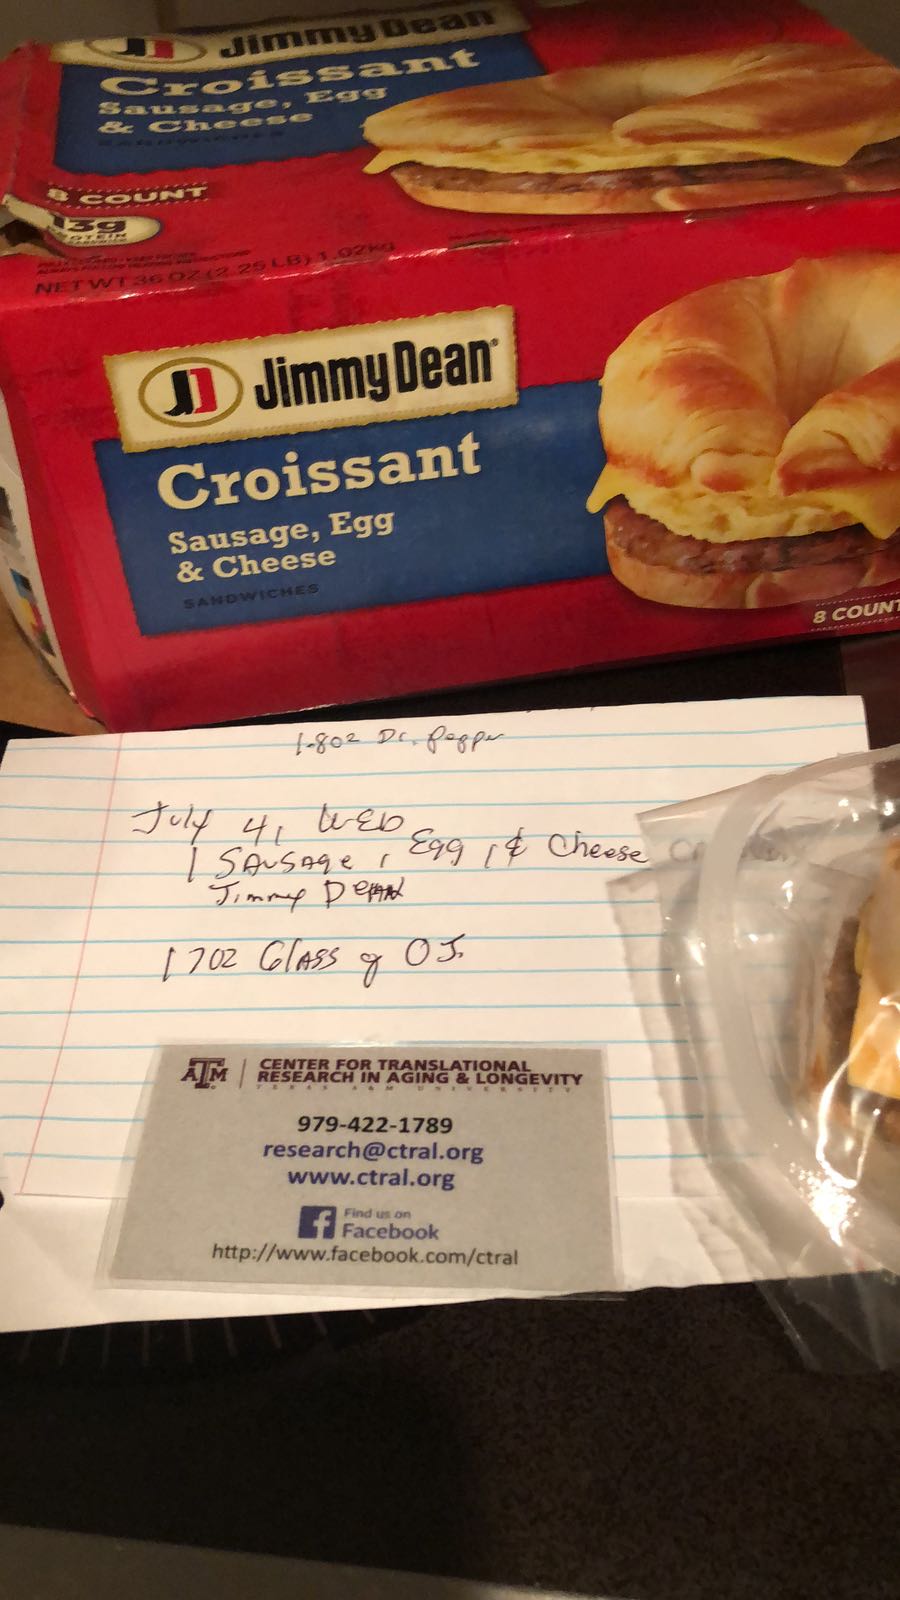 Jimmy Dean
Croissant
Sausage, Egg
& Cheese
SANDWICHES
8 COUNT
13g
PROTEIN
NET WT 36 OZ (2.25 LB) 1.02kg
Jimmy Dean®
Croissant
Sausage, Egg
& Cheese
SANDWICHES
8 COUNT
1-8oz Dr. Pepper
July 4, WED
1 SAUSAGE, Egg, & Cheese
Jimmy Dean
1 7oz Glass of OJ.
ATM | CENTER FOR TRANSLATIONAL
RESEARCH IN AGING & LONGEVITY
TEXAS A&M UNIVERSITY
979-422-1789
research@ctral.org
www.ctral.org
Find us on
Facebook
http://www.facebook.com/ctral